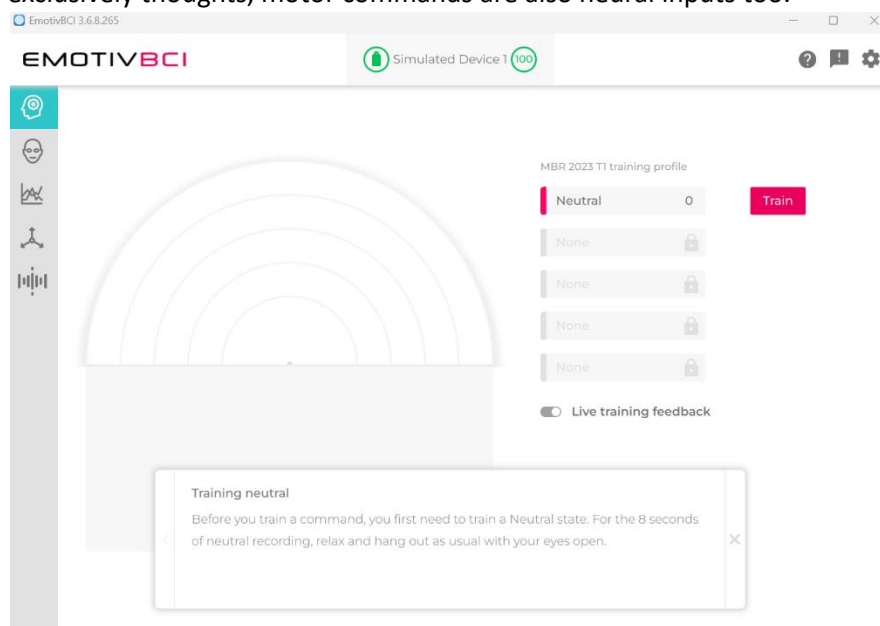 exclusively thoughts, motor commands are also neural inputs too.
EmotivBCI 3.6.8.265
EMOTIVBCI
Simulated Device 1 100
MBR 2023 T1 training profile
Neutral 0
Train
None
None
None
None
Live training feedback
Training neutral
Before you train a command, you first need to train a Neutral state. For the 8 seconds
of neutral recording, relax and hang out as usual with your eyes open.